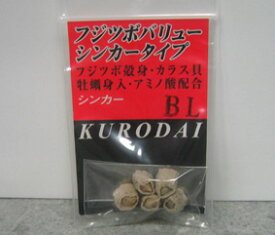 フジツボバリュー
シンカータイプ
フジツボ殻身・カラス貝
牡蠣身入・アミノ酸配合
シンカー
BL
KURODAI